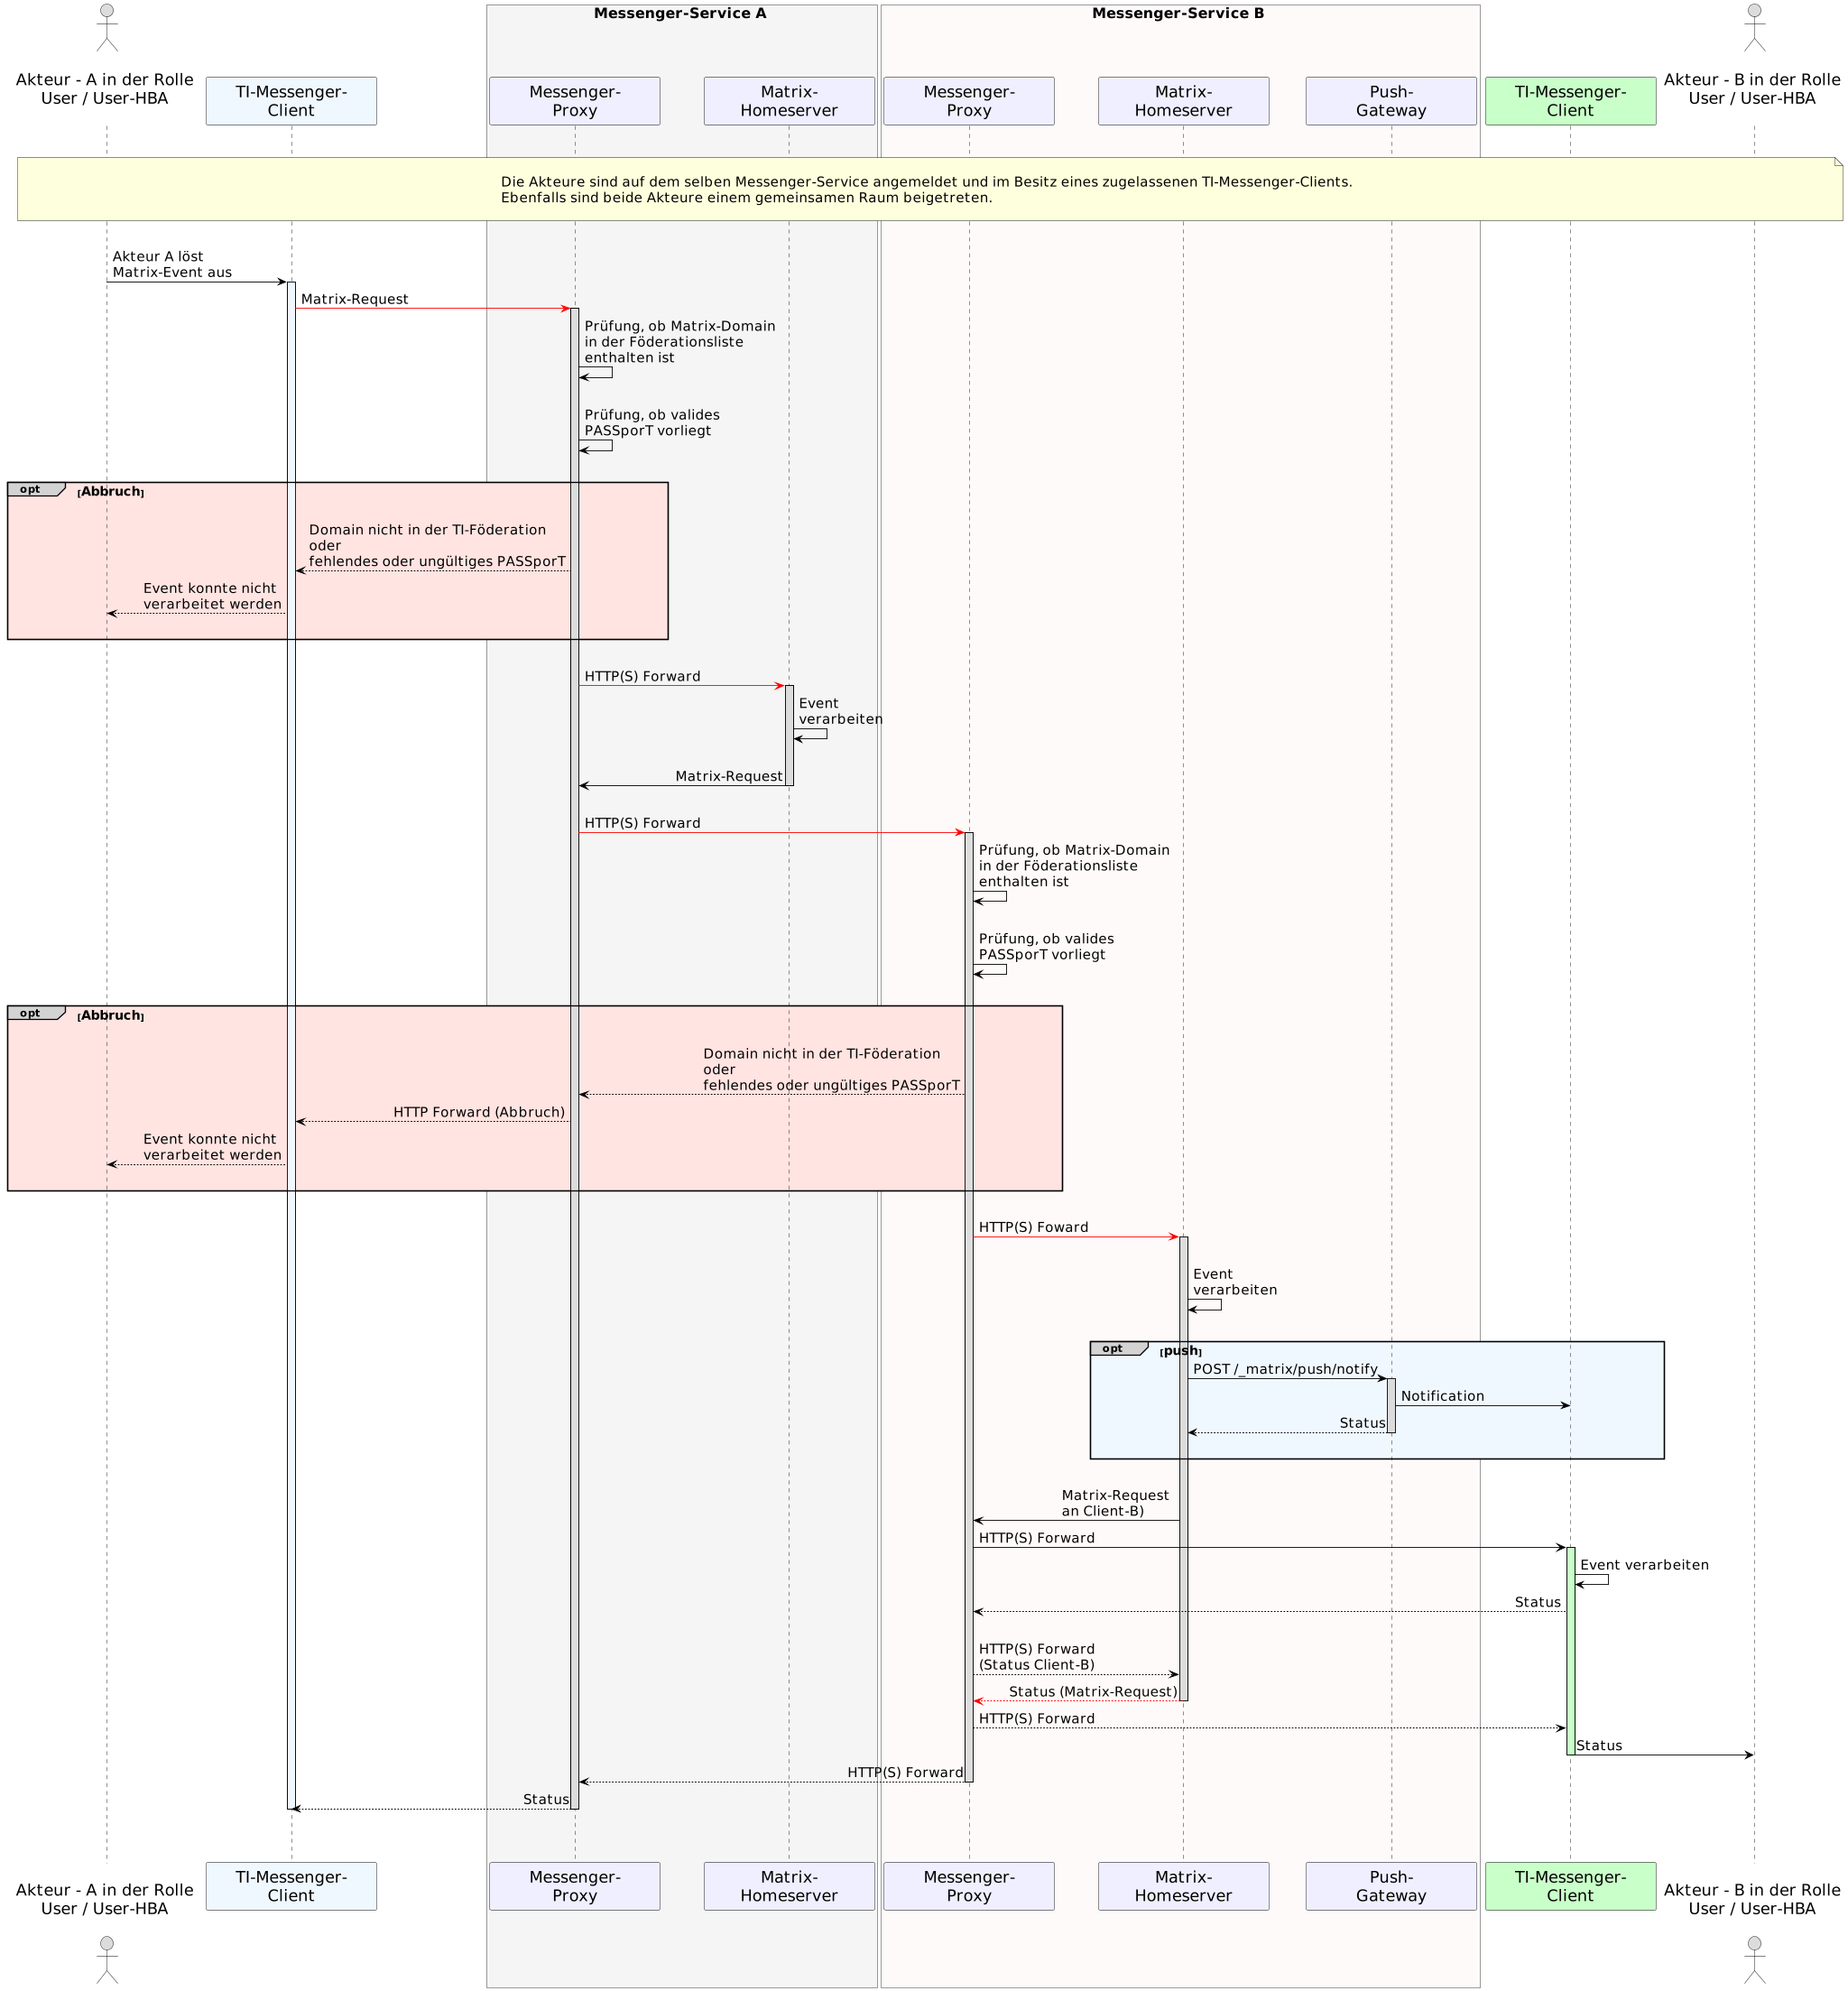 Messenger-Service A
Messenger-Service B
Akteur - A in der Rolle
User / User-HBA
TI-Messenger-
Client
Messenger-
Proxy
Matrix-
Homeserver
Messenger-
Proxy
Matrix-
Homeserver
Push-
Gateway
TI-Messenger-
Client
Akteur - B in der Rolle
User / User-HBA
Die Akteure sind auf dem selben Messenger-Service angemeldet und im Besitz eines zugelassenen TI-Messenger-Clients.
Ebenfalls sind beide Akteure einem gemeinsamen Raum beigetreten.
Akteur A löst
Matrix-Event aus
Matrix-Request
Prüfung, ob Matrix-Domain
in der Föderationsliste
enthalten ist
Prüfung, ob valides
PASSporT vorliegt
opt [Abbruch]
Domain nicht in der TI-Föderation
oder
fehlendes oder ungültiges PASSporT
Event konnte nicht
verarbeitet werden
HTTP(S) Forward
Event
verarbeiten
Matrix-Request
HTTP(S) Forward
Prüfung, ob Matrix-Domain
in der Föderationsliste
enthalten ist
Prüfung, ob valides
PASSporT vorliegt
opt [Abbruch]
Domain nicht in der TI-Föderation
oder
fehlendes oder ungültiges PASSporT
HTTP Forward (Abbruch)
Event konnte nicht
verarbeitet werden
HTTP(S) Foward
Event
verarbeiten
opt [push]
POST /_matrix/push/notify
Notification
Status
Matrix-Request
an Client-B)
HTTP(S) Forward
Event verarbeiten
Status
HTTP(S) Forward
(Status Client-B)
Status (Matrix-Request)
HTTP(S) Forward
Status
HTTP(S) Forward
Status
Akteur - A in der Rolle
User / User-HBA
TI-Messenger-
Client
Messenger-
Proxy
Matrix-
Homeserver
Messenger-
Proxy
Matrix-
Homeserver
Push-
Gateway
TI-Messenger-
Client
Akteur - B in der Rolle
User / User-HBA